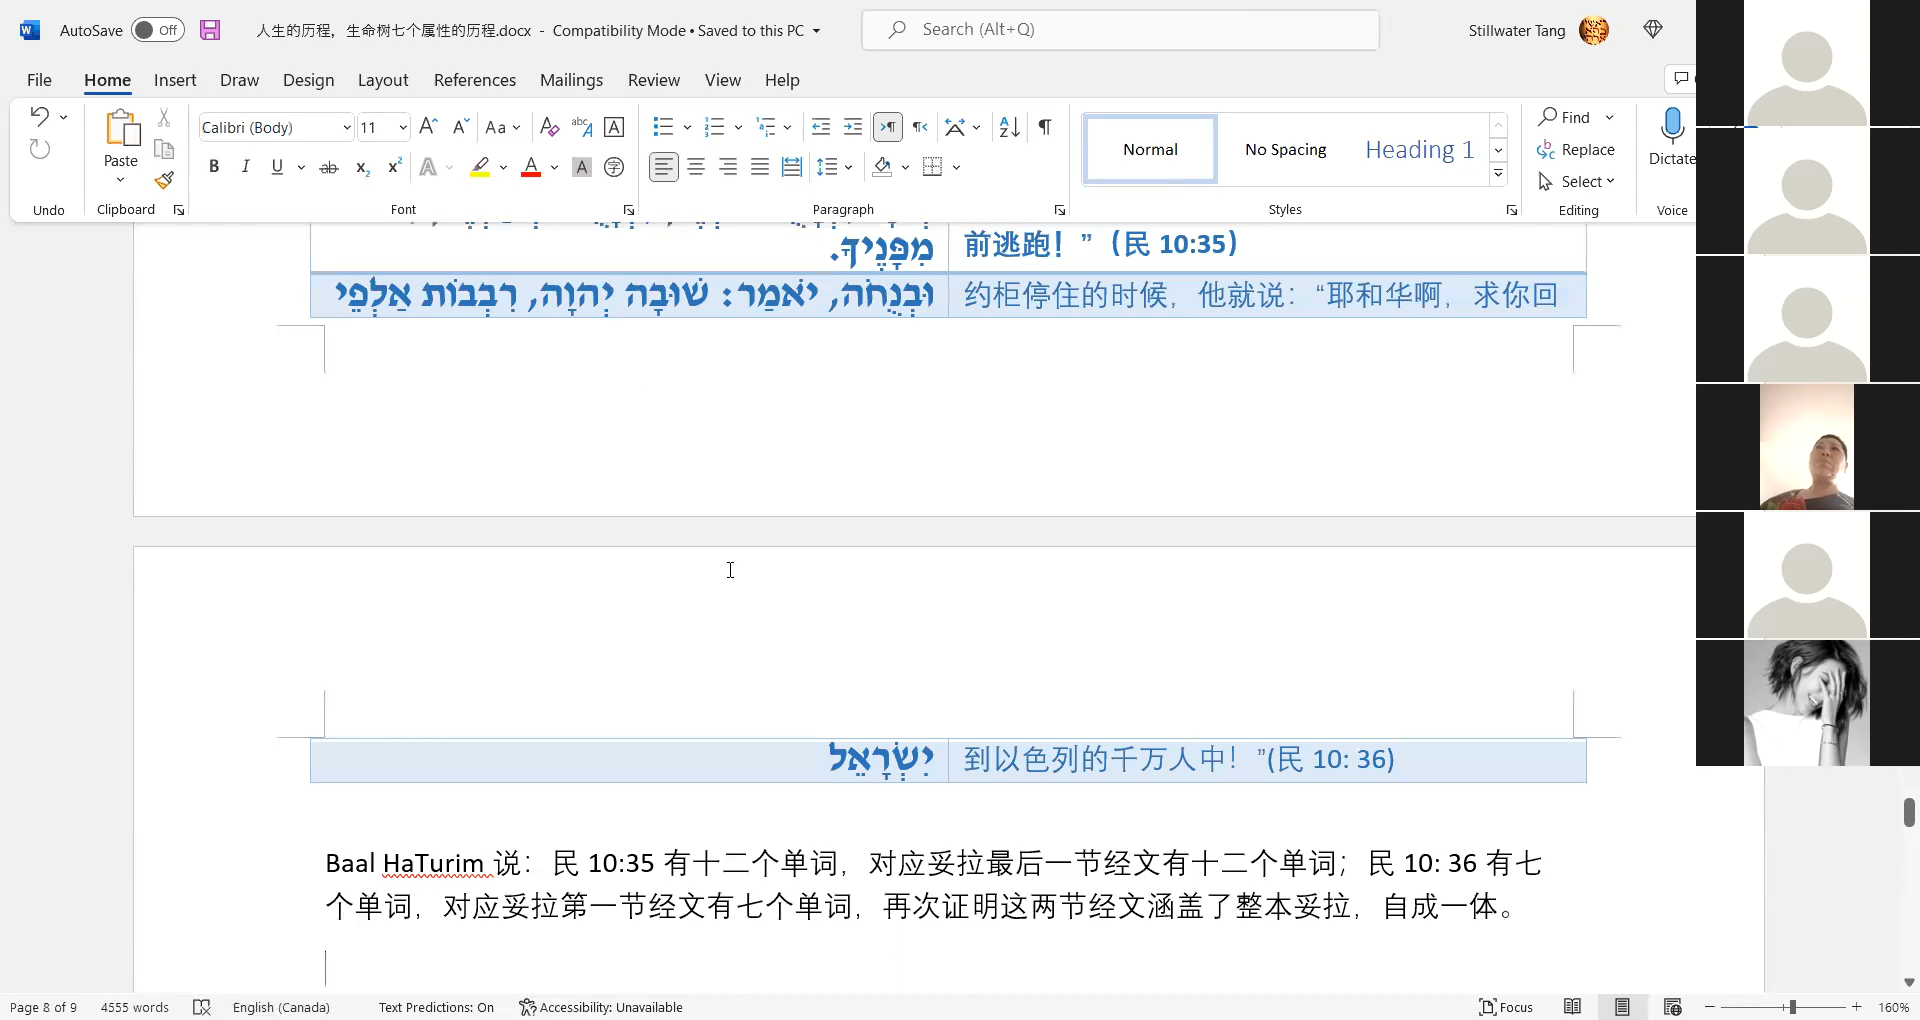 AutoSave Off 人生的历程，生命树七个属性的历程.docx - Compatibility Mode • Saved to this PC Search (Alt+Q) Stillwater Tang
File Home Insert Draw Design Layout References Mailings Review View Help
Calibri (Body) 11
Paste
Normal No Spacing Heading 1
Find
Replace
Select
Dictate
Undo Clipboard Font Paragraph Styles Editing Voice
מִפָּנֶיךָ. 前逃跑！”（民 10:35）
וּבְנֻחֹה, יֹאמַר: שׁוּבָה יְהוָה, רִבְבוֹת אַלְפֵי 约柜停住的时候，他就说：“耶和华啊，求你回
יִשְׂרָאֵל 到以色列的千万人中！”(民 10: 36)
Baal HaTurim 说：民 10:35 有十二个单词，对应妥拉最后一节经文有十二个单词；民 10: 36 有七
个单词，对应妥拉第一节经文有七个单词，再次证明这两节经文涵盖了整本妥拉，自成一体。
Page 8 of 9 4555 words English (Canada) Text Predictions: On Accessibility: Unavailable Focus 160%